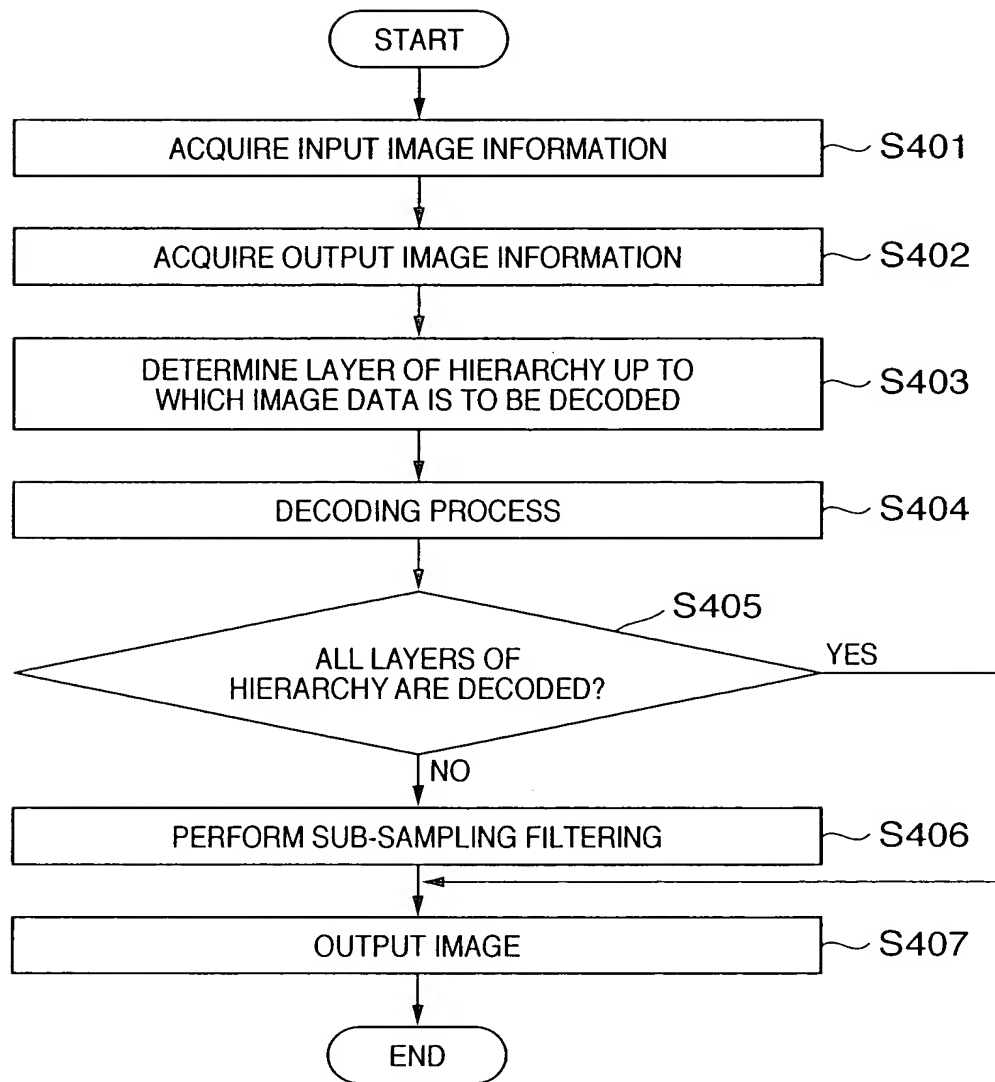 START
ACQUIRE INPUT IMAGE INFORMATION
S401
ACQUIRE OUTPUT IMAGE INFORMATION
S402
DETERMINE LAYER OF HIERARCHY UP TO
WHICH IMAGE DATA IS TO BE DECODED
S403
DECODING PROCESS
S404
S405
ALL LAYERS OF
HIERARCHY ARE DECODED?
YES
NO
PERFORM SUB-SAMPLING FILTERING
S406
OUTPUT IMAGE
S407
END